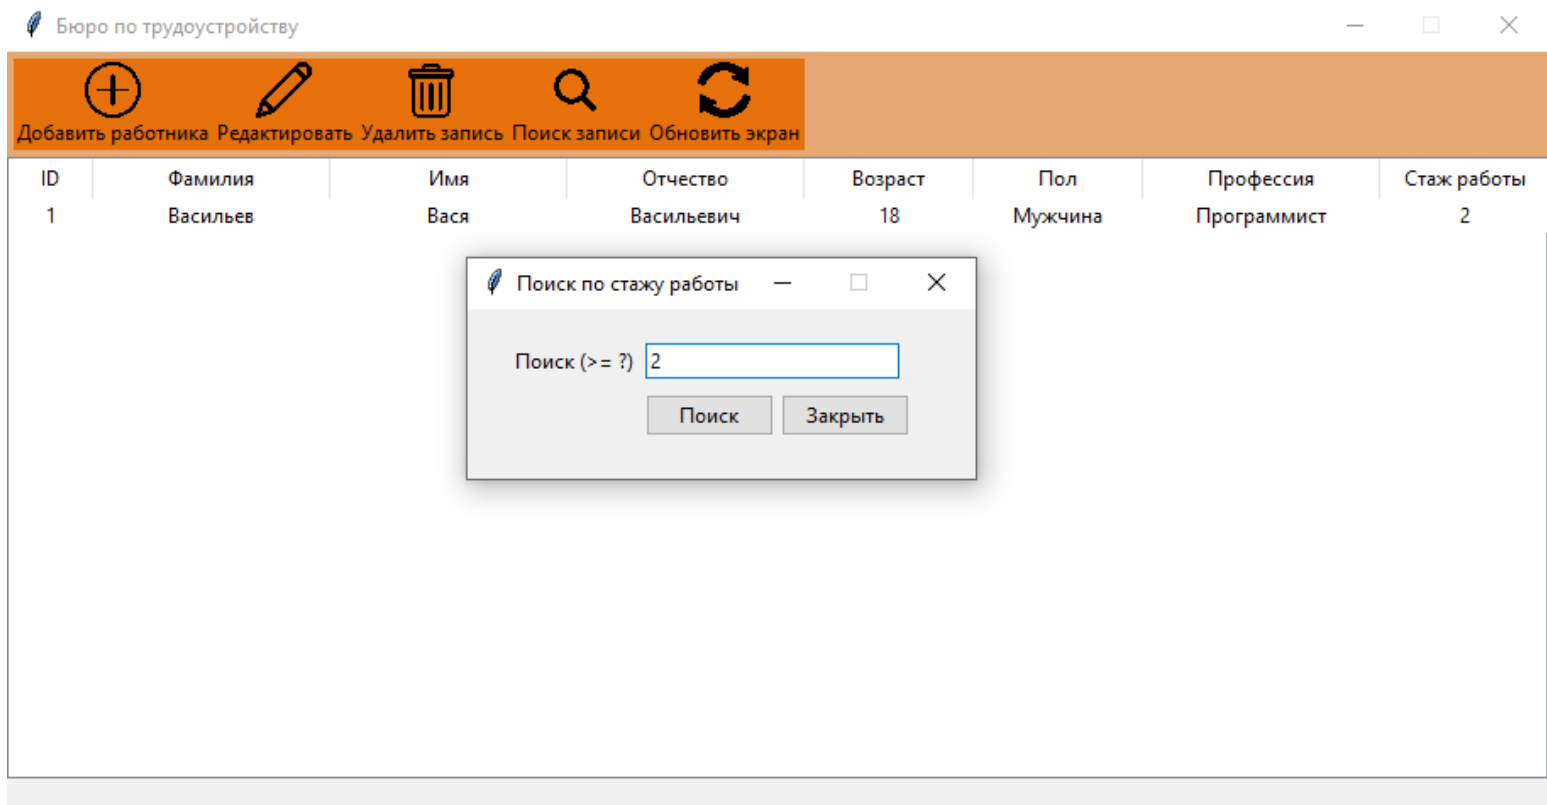 Бюро по трудоустройству
Добавить работника Редактировать Удалить запись Поиск записи Обновить экран
ID Фамилия Имя Отчество Возраст Пол Профессия Стаж работы
1 Васильев Вася Васильевич 18 Мужчина Программист 2
Поиск по стажу работы
Поиск (>= ?) 2
Поиск Закрыть